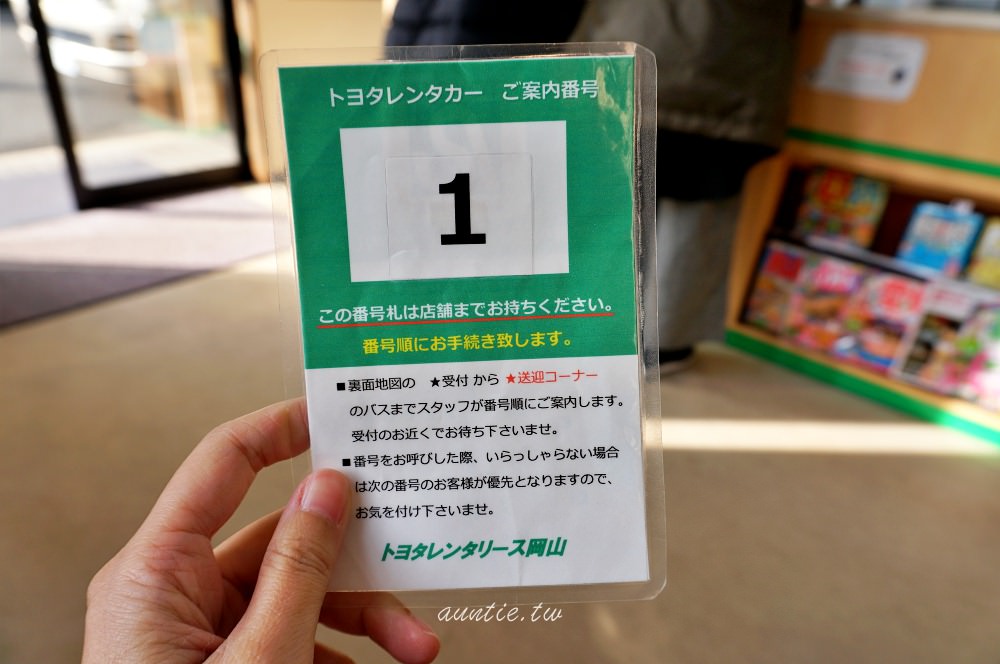 トヨタレンタカー ご案内番号
1
この番号札は店舗までお持ちください。
番号順にお手続き致します。
■裏面地図の ★受付 から ★送迎コーナー
のバスまでスタッフが番号順にご案内します。
受付のお近くでお待ち下さいませ。
■番号をお呼びした際、いらっしゃらない場合
は次の番号のお客様が優先となりますので、
お気を付け下さいませ。
トヨタレンタリース岡山
auntie.tw